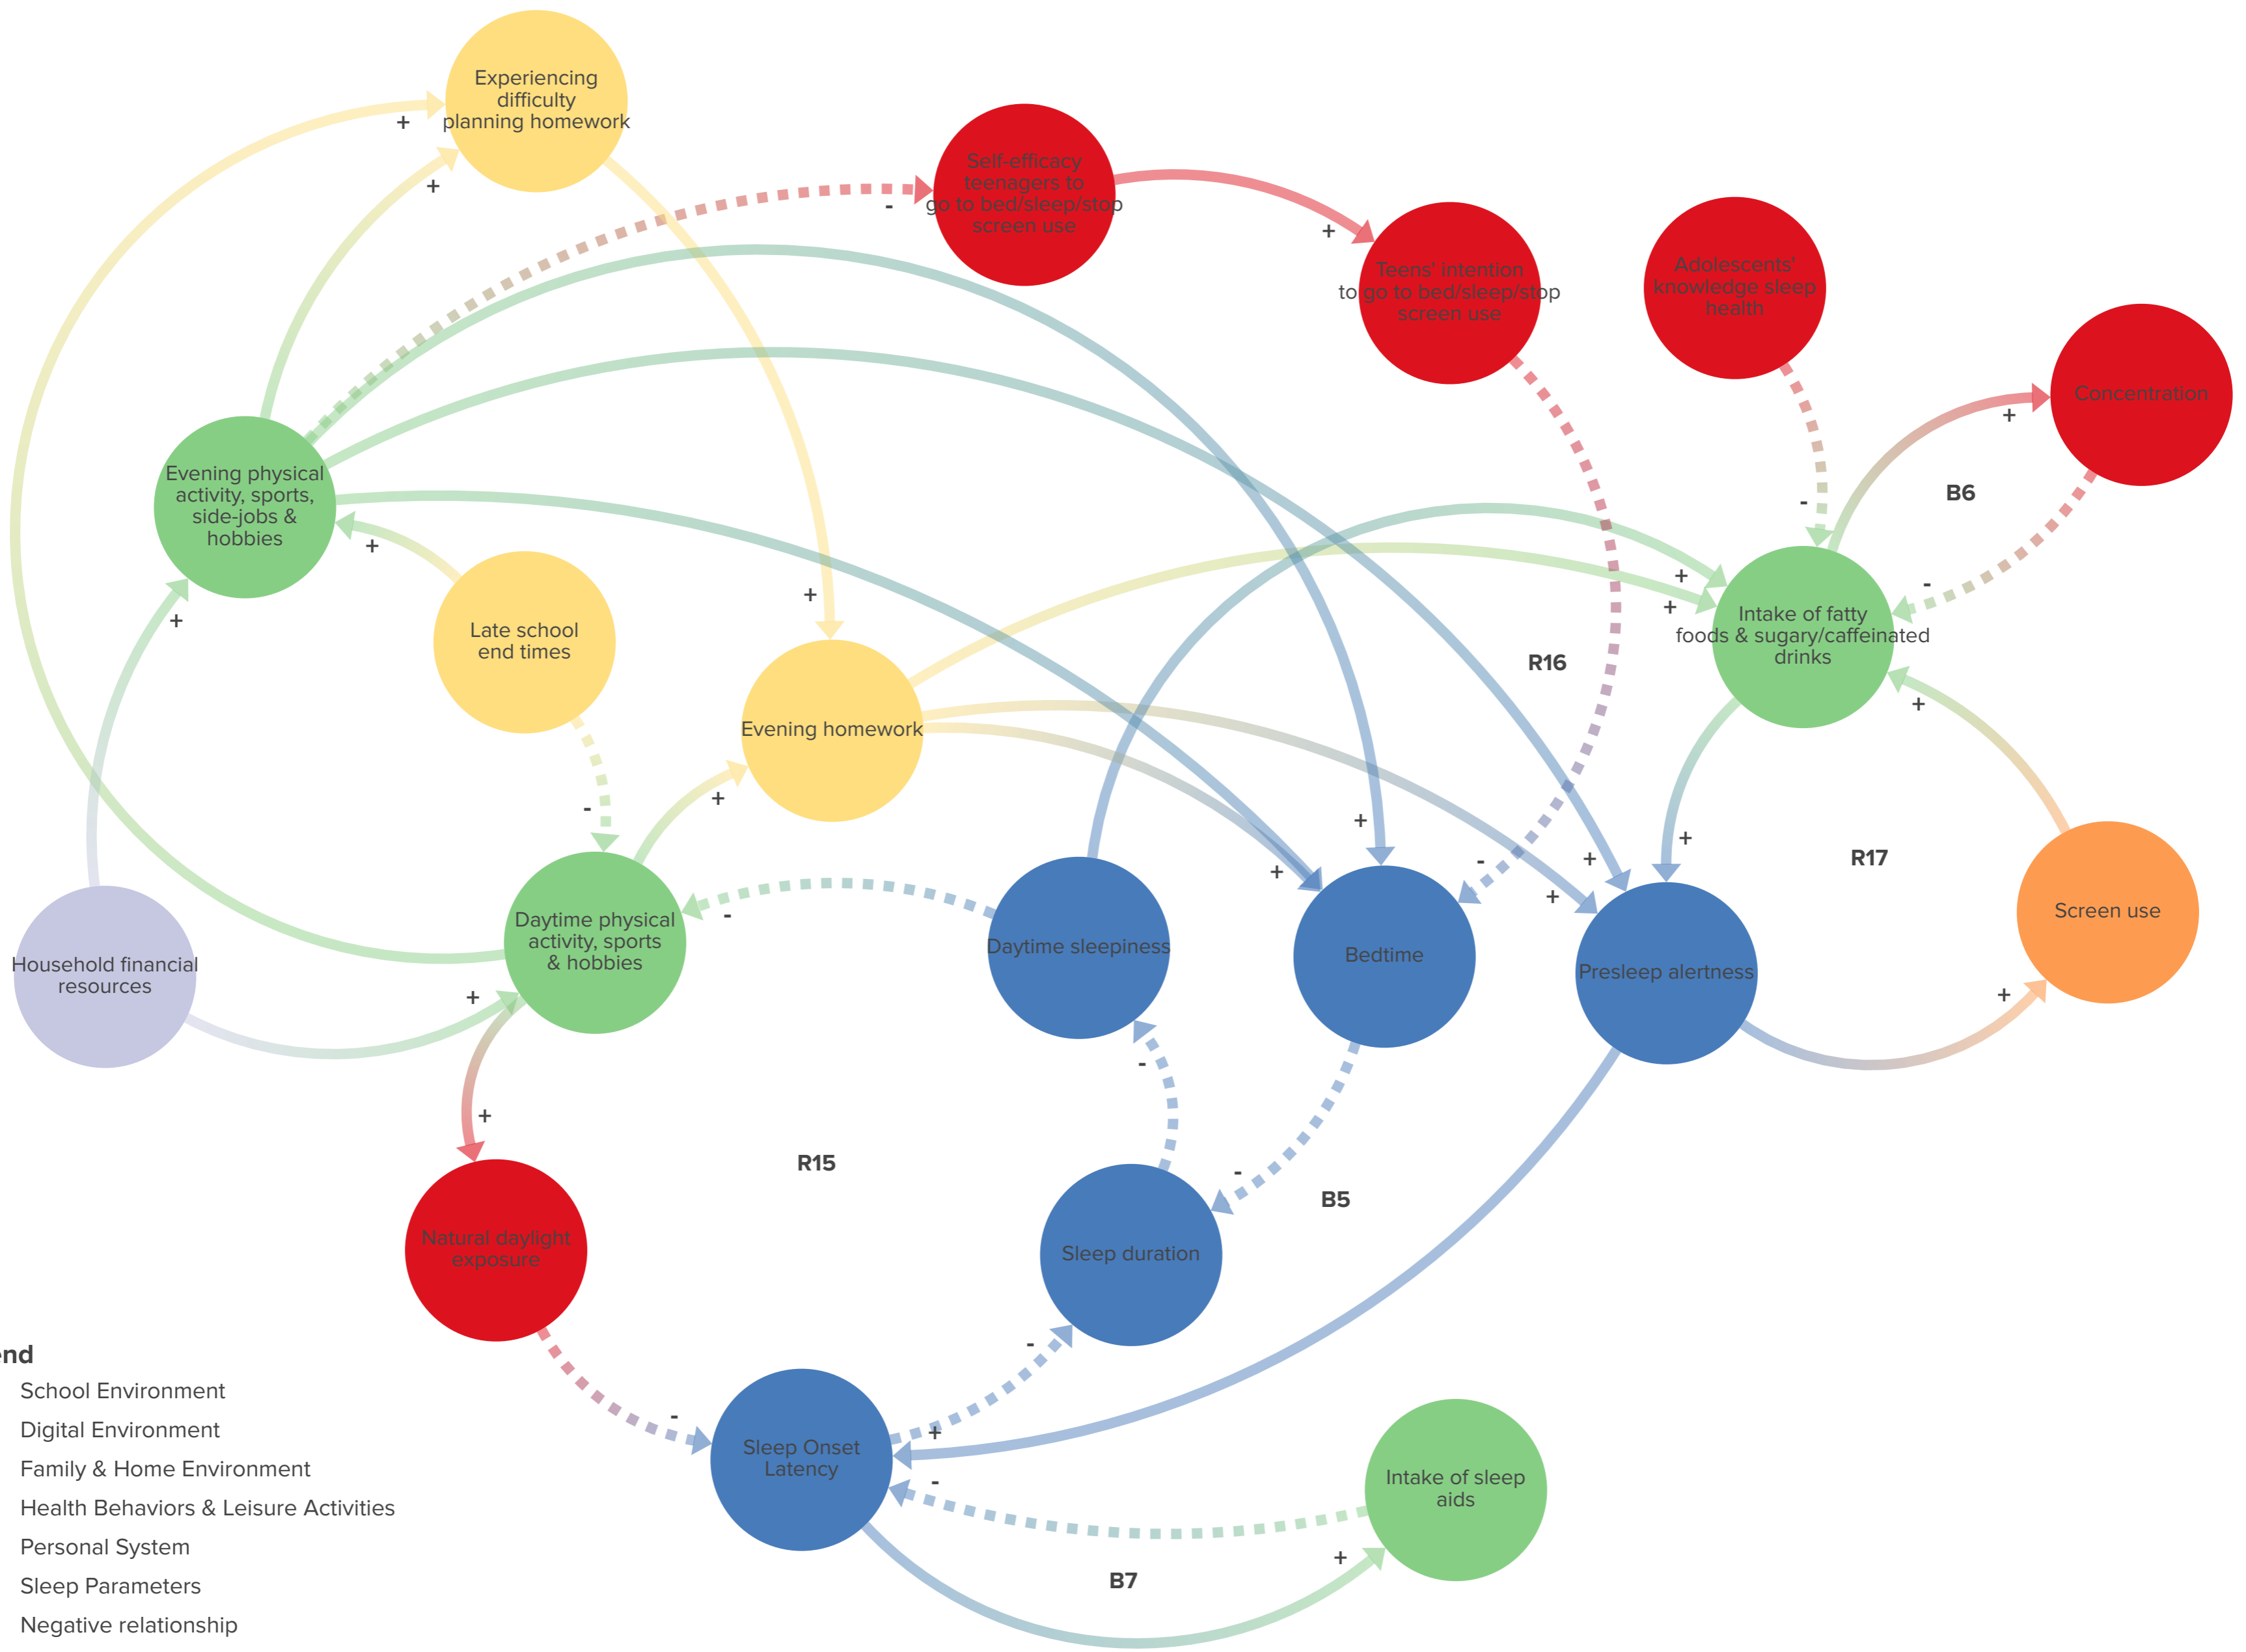 Experiencing
difficulty
planning homework
+
+
Self-efficacy
teenagers to
go to bed/sleep/stop
screen use
-
+
Teens' intention
to go to bed/sleep/stop
screen use
Adolescents'
knowledge sleep
health
Concentration
+
B6
-
-
Evening physical
activity, sports,
side-jobs &
hobbies
+
+
Late school
end times
+
Evening homework
+
+
Intake of fatty
foods & sugary/caffeinated
drinks
R16
+
-
+
+
-
+
+
+
+
R17
Screen use
+
Household financial
resources
+
Daytime physical
activity, sports
& hobbies
-
Daytime sleepiness
Bedtime
Presleep alertness
-
+
R15
-
B5
Natural daylight
exposure
Sleep duration
-
-
+
Sleep Onset
Latency
-
Intake of sleep
aids
+
B7
nd
School Environment
Digital Environment
Family & Home Environment
Health Behaviors & Leisure Activities
Personal System
Sleep Parameters
Negative relationship